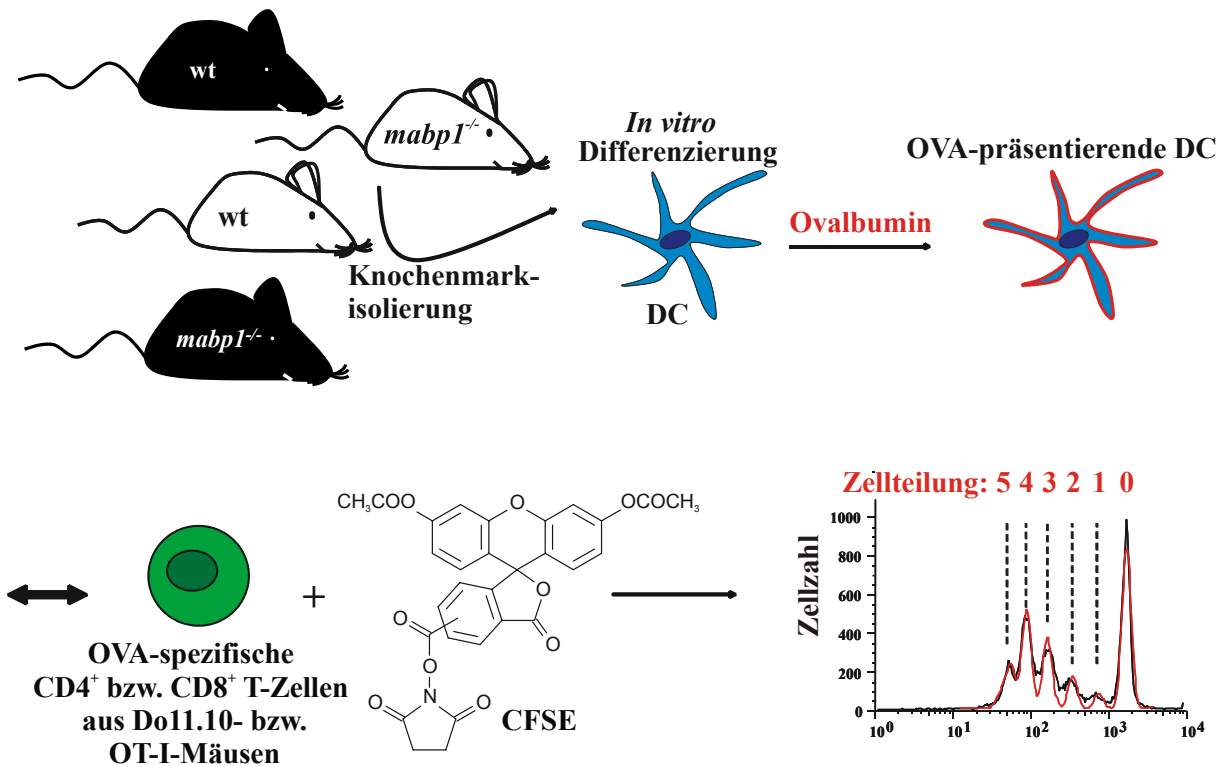 wt
mabp1-/-
wt
mabp1-/-
Knochenmark-
isolierung
In vitro
Differenzierung
DC
Ovalbumin
OVA-präsentierende DC
OVA-spezifische
CD4+ bzw. CD8+ T-Zellen
aus Do11.10- bzw.
OT-I-Mäusen
+
CH3COO
O
OCOCH3
O
O
O
O
N
O
O
CFSE
Zellteilung: 5 4 3 2 1 0
Zellzahl
1000
800
600
400
200
0
10^0 10^1 10^2 10^3 10^4